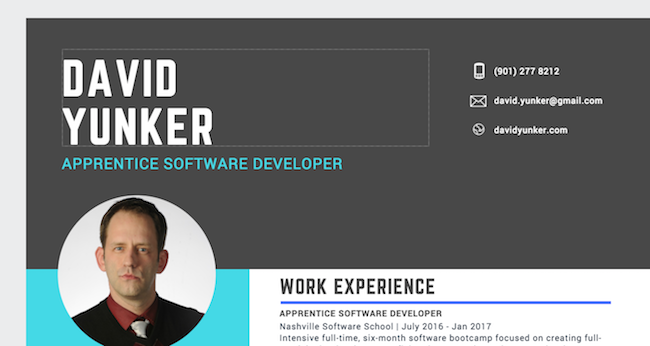 DAVID
YUNKER
APPRENTICE SOFTWARE DEVELOPER
(901) 277 8212
david.yunker@gmail.com
davidyunker.com
WORK EXPERIENCE
APPRENTICE SOFTWARE DEVELOPER
Nashville Software School | July 2016 - Jan 2017
Intensive full-time, six-month software bootcamp focused on creating full-